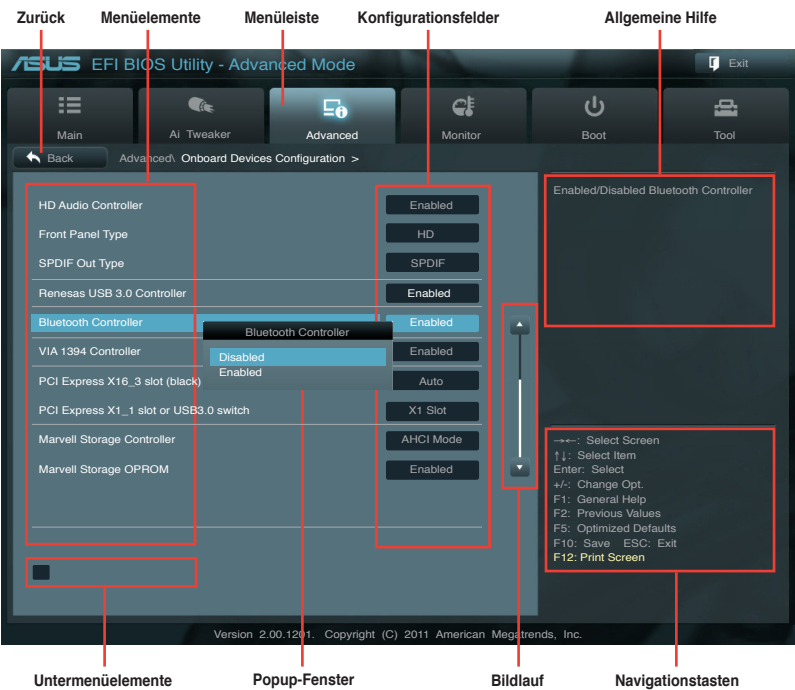 Zurück Menüelemente Menüleiste Konfigurationsfelder Allgemeine Hilfe
ASUS EFI BIOS Utility - Advanced Mode Exit
Main Ai Tweaker Advanced Monitor Boot Tool
Back Advanced\ Onboard Devices Configuration >
Enabled/Disabled Bluetooth Controller
HD Audio Controller Enabled
Front Panel Type HD
SPDIF Out Type SPDIF
Renesas USB 3.0 Controller Enabled
Bluetooth Controller Enabled
Bluetooth Controller
Disabled
Enabled
VIA 1394 Controller Enabled
PCI Express X16_3 slot (black) Auto
PCI Express X1_1 slot or USB3.0 switch X1 Slot
Marvell Storage Controller AHCI Mode
Marvell Storage OPROM Enabled
→←: Select Screen
↑↓: Select Item
Enter: Select
+/-: Change Opt.
F1: General Help
F2: Previous Values
F5: Optimized Defaults
F10: Save ESC: Exit
F12: Print Screen
Version 2.00.1201. Copyright (C) 2011 American Megatrends, Inc.
Untermenüelemente Popup-Fenster Bildlauf Navigationstasten